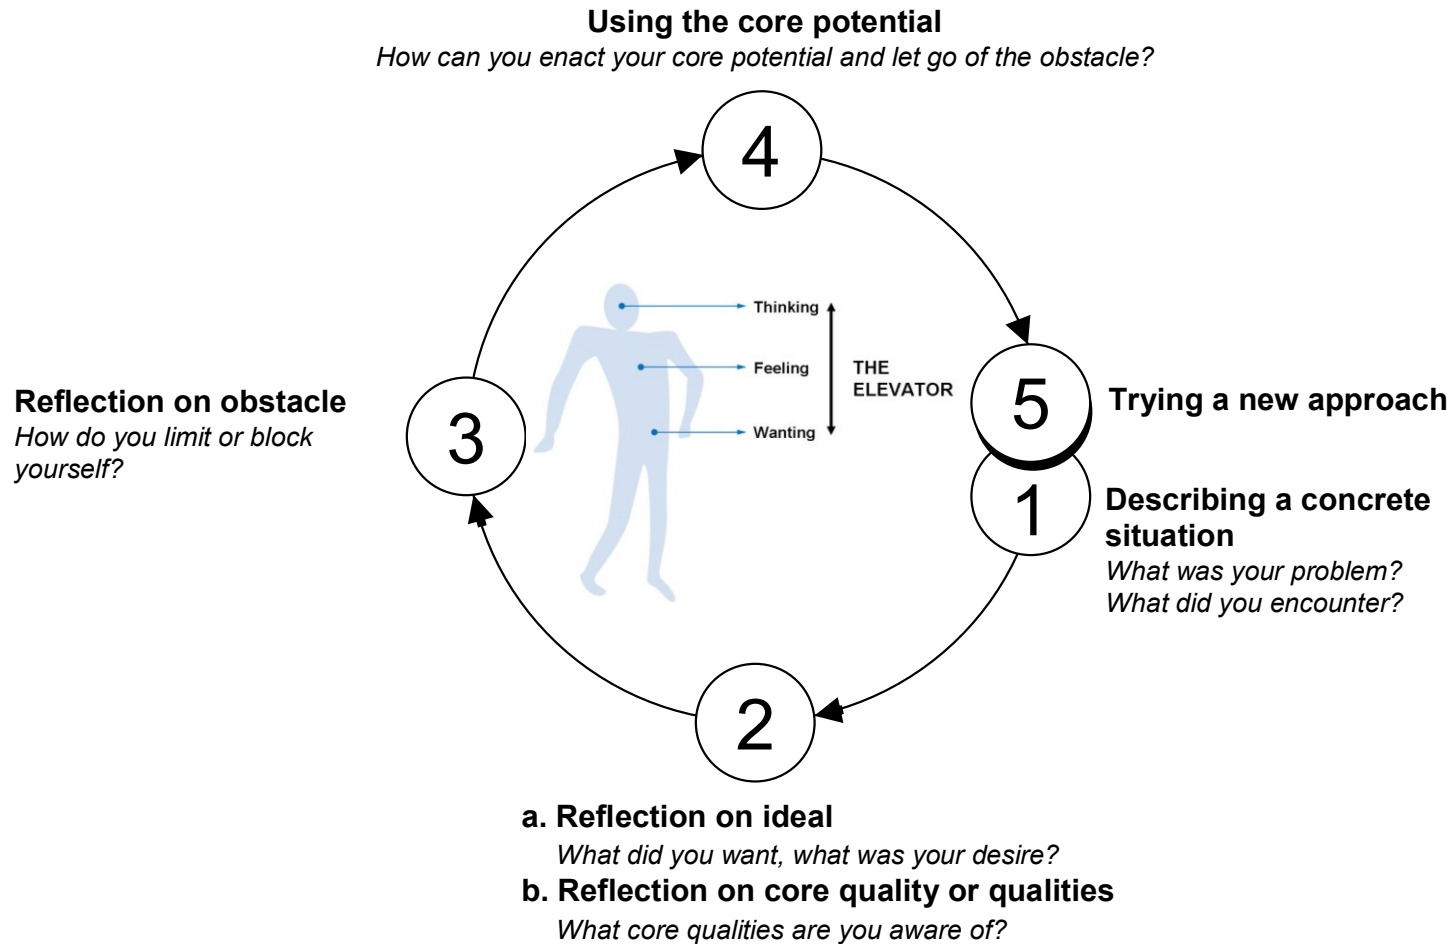 Using the core potential
How can you enact your core potential and let go of the obstacle?
4
Thinking
Feeling
THE
ELEVATOR
Wanting
Reflection on obstacle
How do you limit or block
yourself?
3
5
Trying a new approach
1
Describing a concrete
situation
What was your problem?
What did you encounter?
2
a. Reflection on ideal
What did you want, what was your desire?
b. Reflection on core quality or qualities
What core qualities are you aware of?